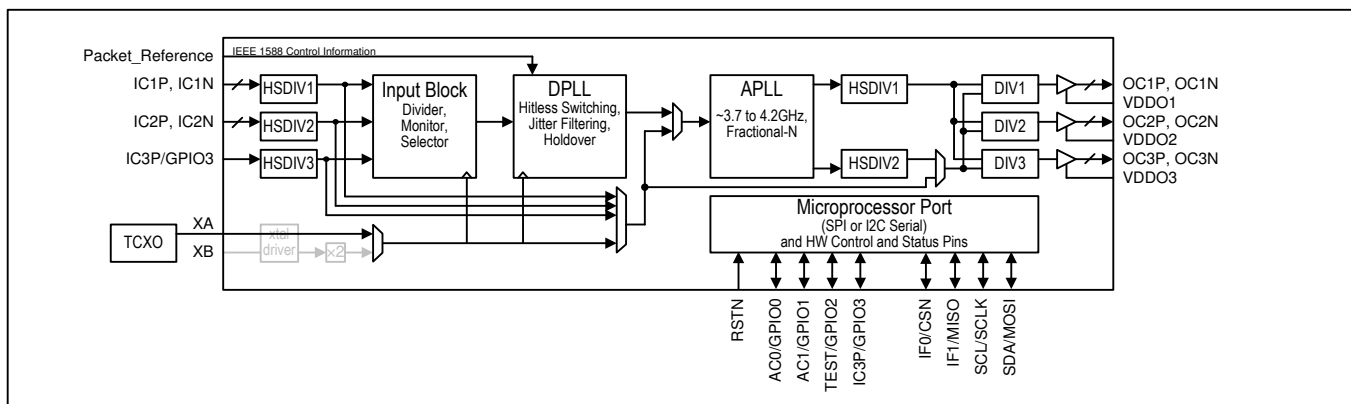 Packet_Reference
IEEE 1588 Control Information
IC1P, IC1N
HSDIV1
IC2P, IC2N
HSDIV2
IC3P/GPIO3
HSDIV3
Input Block
Divider,
Monitor,
Selector
DPLL
Hitless Switching,
Jitter Filtering,
Holdover
APLL
~3.7 to 4.2GHz,
Fractional-N
HSDIV1
HSDIV2
DIV1
DIV2
DIV3
OC1P, OC1N
VDDO1
OC2P, OC2N
VDDO2
OC3P, OC3N
VDDO3
TCXO
XA
XB
xtal
driver
×2
Microprocessor Port
(SPI or I2C Serial)
and HW Control and Status Pins
RSTN
AC0/GPIO0
AC1/GPIO1
TEST/GPIO2
IC3P/GPIO3
IF0/CSN
IF1/MISO
SCL/SCLK
SDA/MOSI